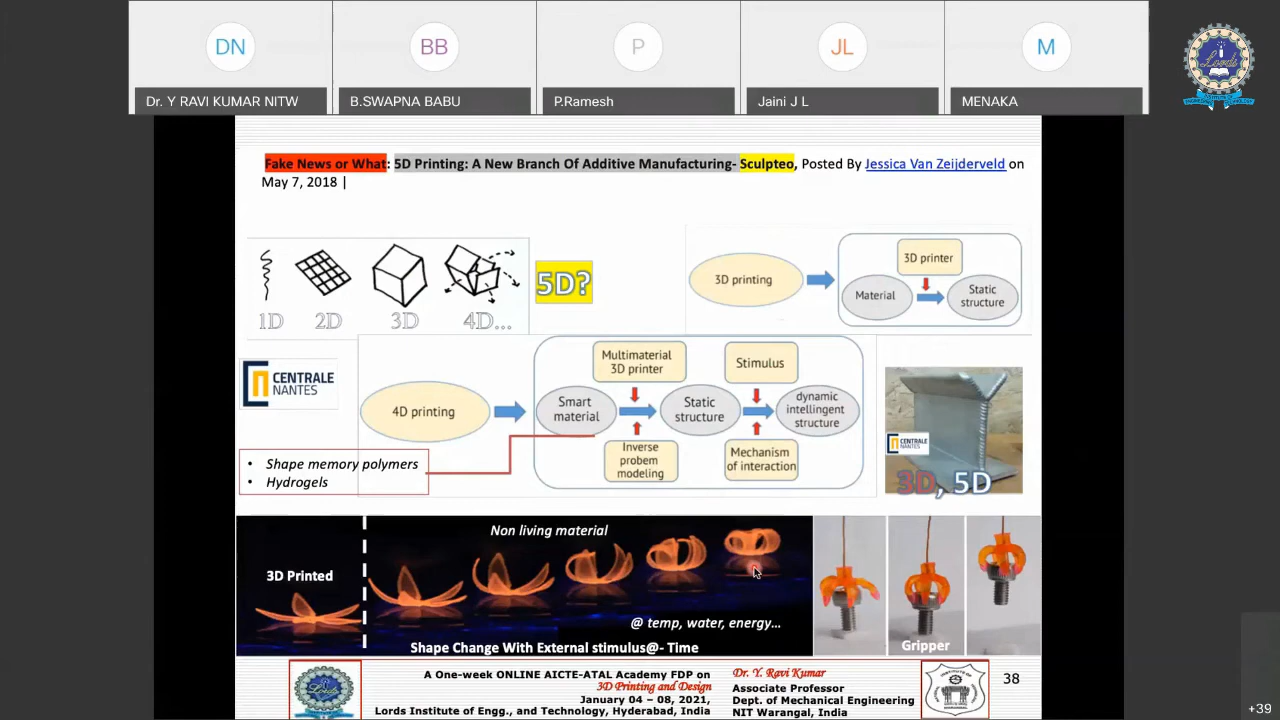 DN
BB
P
JL
M
Dr. Y RAVI KUMAR NITW
B.SWAPNA BABU
P.Ramesh
Jaini J L
MENAKA
Lords
Fake News or What: 5D Printing: A New Branch Of Additive Manufacturing- Sculpteo, Posted By Jessica Van Zeijderveld on
May 7, 2018 |
1D
2D
3D
4D...
5D?
3D printing
3D printer
Material
Static
structure
CENTRALE
NANTES
4D printing
Multimaterial
3D printer
Stimulus
Smart
material
Static
structure
dynamic
intellingent
structure
Inverse
probem
modeling
Mechanism
of interaction
CENTRALE
NANTES
3D, 5D
• Shape memory polymers
• Hydrogels
Non living material
3D Printed
@ temp, water, energy...
Shape Change With External stimulus@- Time
Gripper
Lords
A One-week ONLINE AICTE-ATAL Academy FDP on
3D Printing and Design
January 04 – 08, 2021,
Lords Institute of Engg., and Technology, Hyderabad, India
Dr. Y. Ravi Kumar
Associate Professor
Dept. of Mechanical Engineering
NIT Warangal, India
38
+39